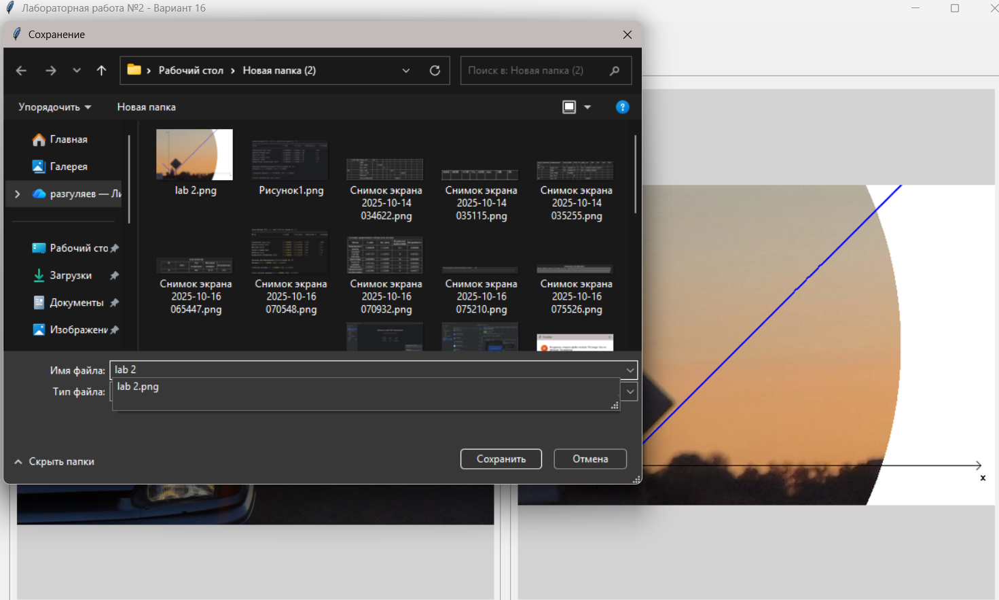 Лабораторная работа №2 - Вариант 16
Сохранение
Рабочий стол
Новая папка (2)
Поиск в: Новая папка (2)
Упорядочить
Новая папка
Главная
Галерея
разгуляев — Ли
Рабочий сто
Загрузки
Документы
Изображени
lab 2.png
Рисунок1.png
Снимок экрана
2025-10-14
034622.png
Снимок экрана
2025-10-14
035115.png
Снимок экрана
2025-10-14
035255.png
Снимок экрана
2025-10-16
065447.png
Снимок экрана
2025-10-16
070548.png
Снимок экрана
2025-10-16
070932.png
Снимок экрана
2025-10-16
075210.png
Снимок экрана
2025-10-16
075526.png
Имя файла: lab 2
lab 2.png
Тип файла:
Скрыть папки
Сохранить
Отмена
x